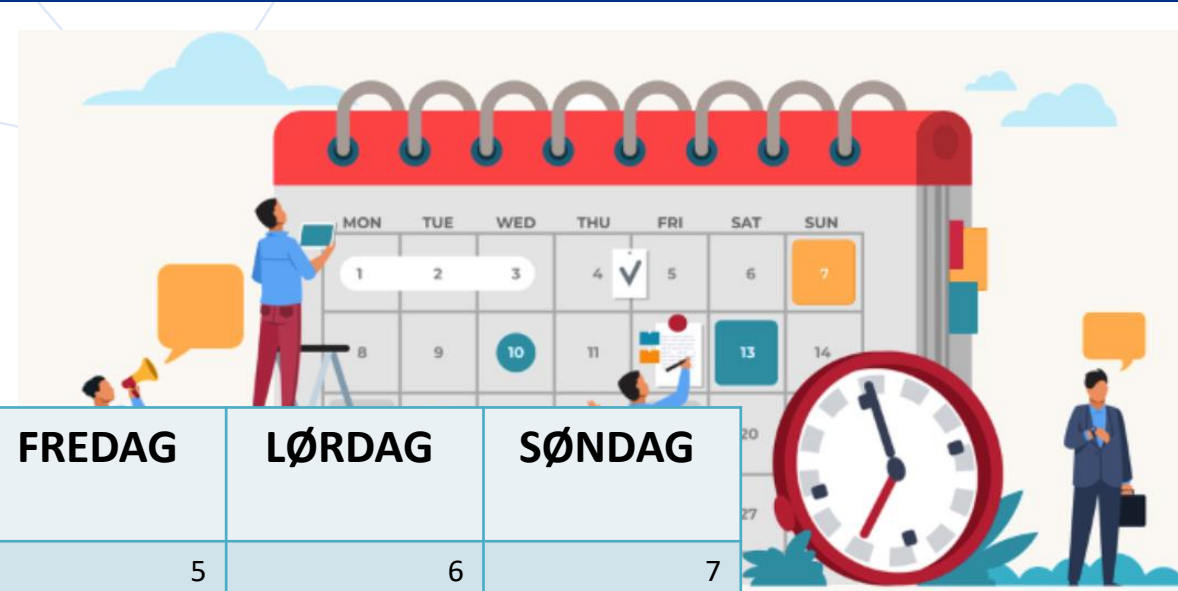 MON TUE WED THU FRI SAT SUN
1 2 3 4 5 6 7
8 9 10 11 13 14
20
27
FREDAG LØRDAG SØNDAG
5 6 7